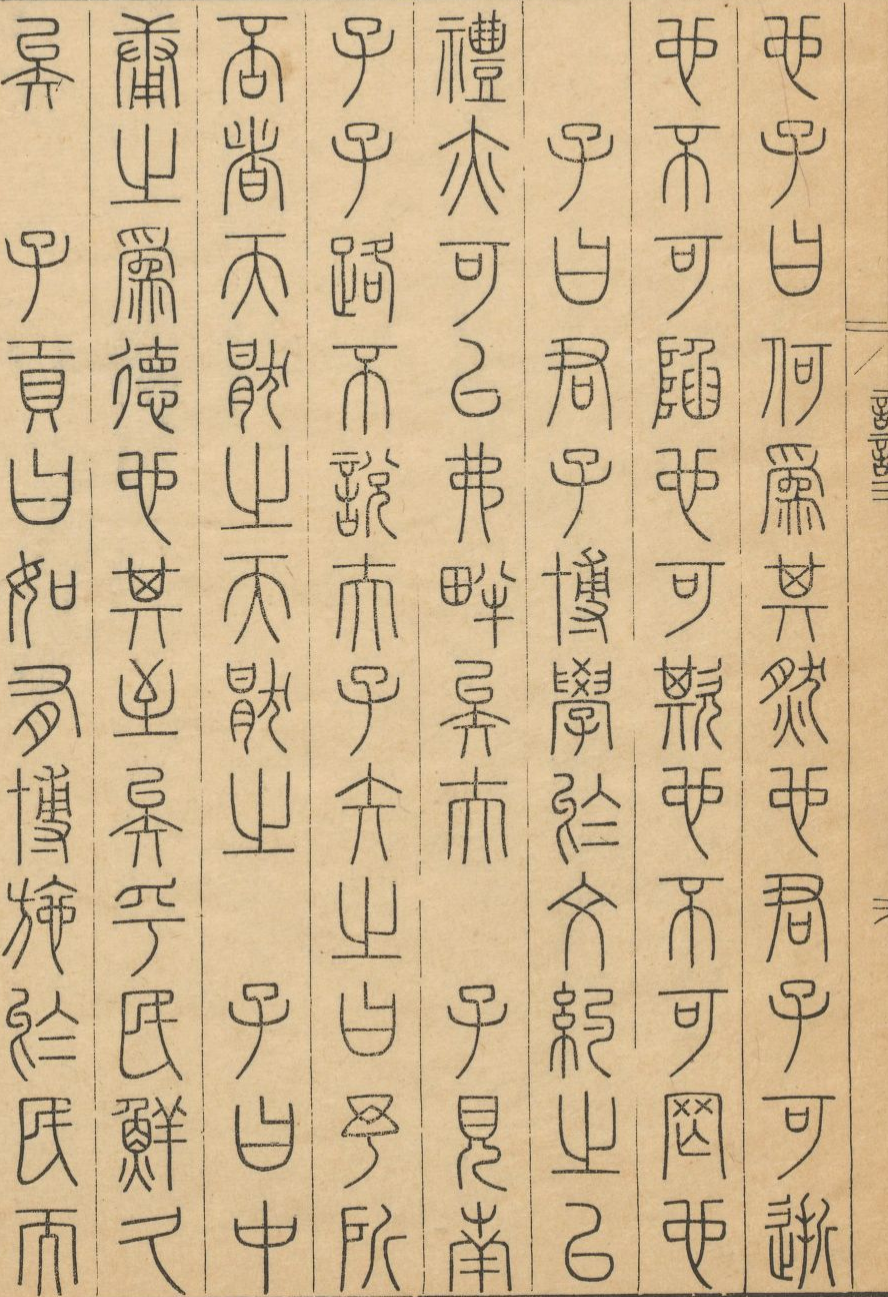 也子曰何爲其然也君子可逝
也不可陷也可欺也不可罔也
子曰君子博學於文約之以
禮亦可以弗畔矣夫 子見南
子子路不說夫子矢之曰予所
否者天厭之天厭之 子曰中
庸之爲德也其至矣乎民鮮久
矣 子貢曰如有博施於民而